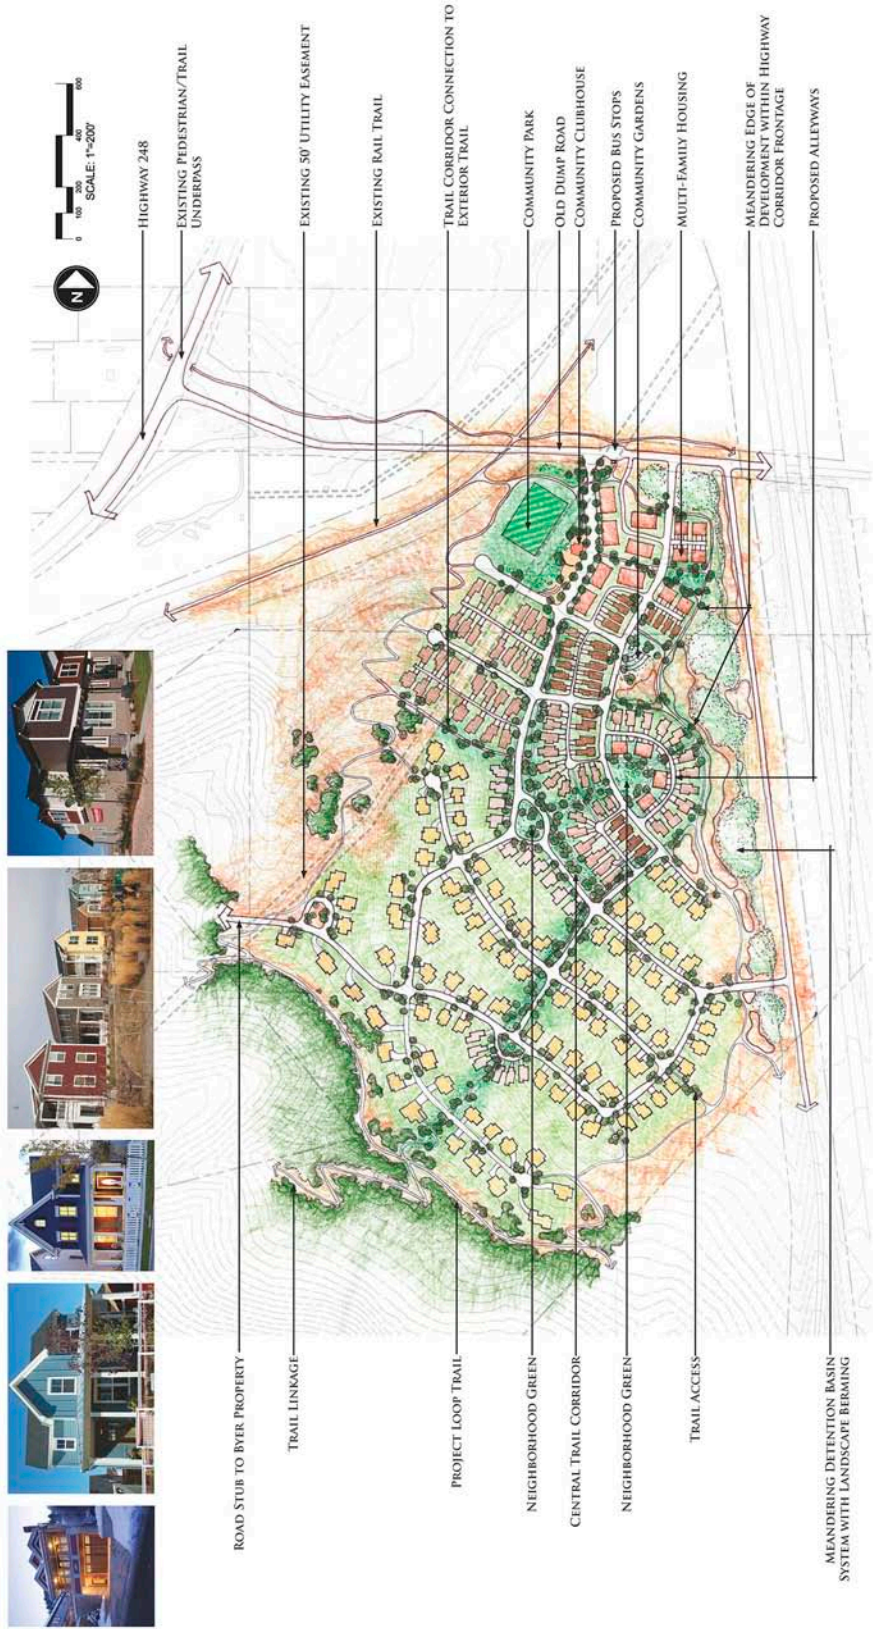 0 100 200 400 600
SCALE: 1"=200'
N
HIGHWAY 248
EXISTING PEDESTRIAN/TRAIL
UNDERPASS
EXISTING 50' UTILITY EASEMENT
EXISTING RAIL TRAIL
TRAIL CORRIDOR CONNECTION TO
EXTERIOR TRAIL
COMMUNITY PARK
OLD DUMP ROAD
COMMUNITY CLUBHOUSE
PROPOSED BUS STOPS
COMMUNITY GARDENS
MULTI-FAMILY HOUSING
MEANDERING EDGE OF
DEVELOPMENT WITHIN HIGHWAY
CORRIDOR FRONTAGE
PROPOSED ALLEYWAYS
ROAD STUB TO BYER PROPERTY
TRAIL LINKAGE
PROJECT LOOP TRAIL
NEIGHBORHOOD GREEN
CENTRAL TRAIL CORRIDOR
NEIGHBORHOOD GREEN
TRAIL ACCESS
MEANDERING DETENTION BASIN
SYSTEM WITH LANDSCAPE BERMING